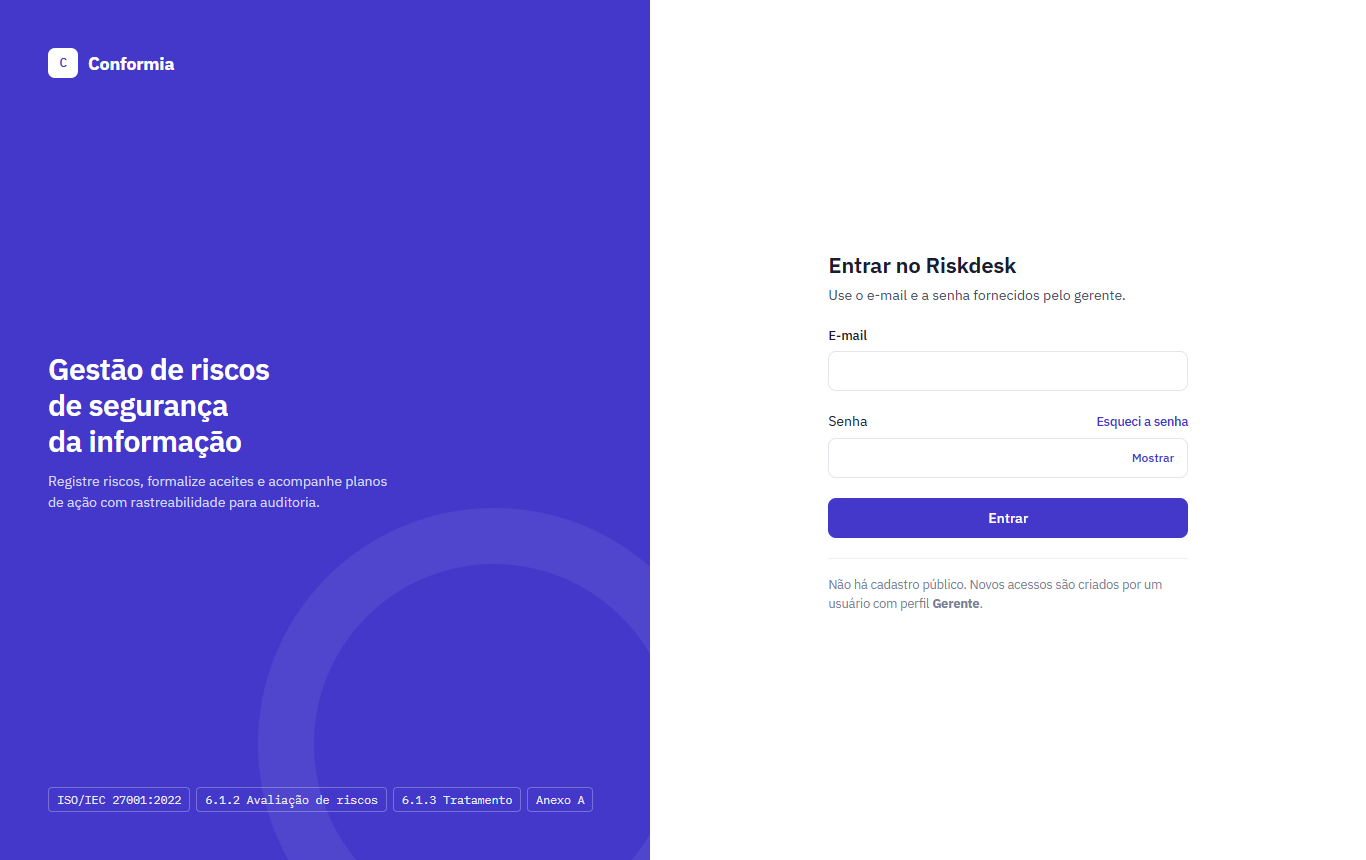 C Conformia
Gestão de riscos
de segurança
da informação
Registre riscos, formalize aceites e acompanhe planos
de ação com rastreabilidade para auditoria.
ISO/IEC 27001:2022 6.1.2 Avaliação de riscos 6.1.3 Tratamento Anexo A
Entrar no Riskdesk
Use o e-mail e a senha fornecidos pelo gerente.
E-mail
Senha Esqueci a senha
Mostrar
Entrar
Não há cadastro público. Novos acessos são criados por um
usuário com perfil Gerente.